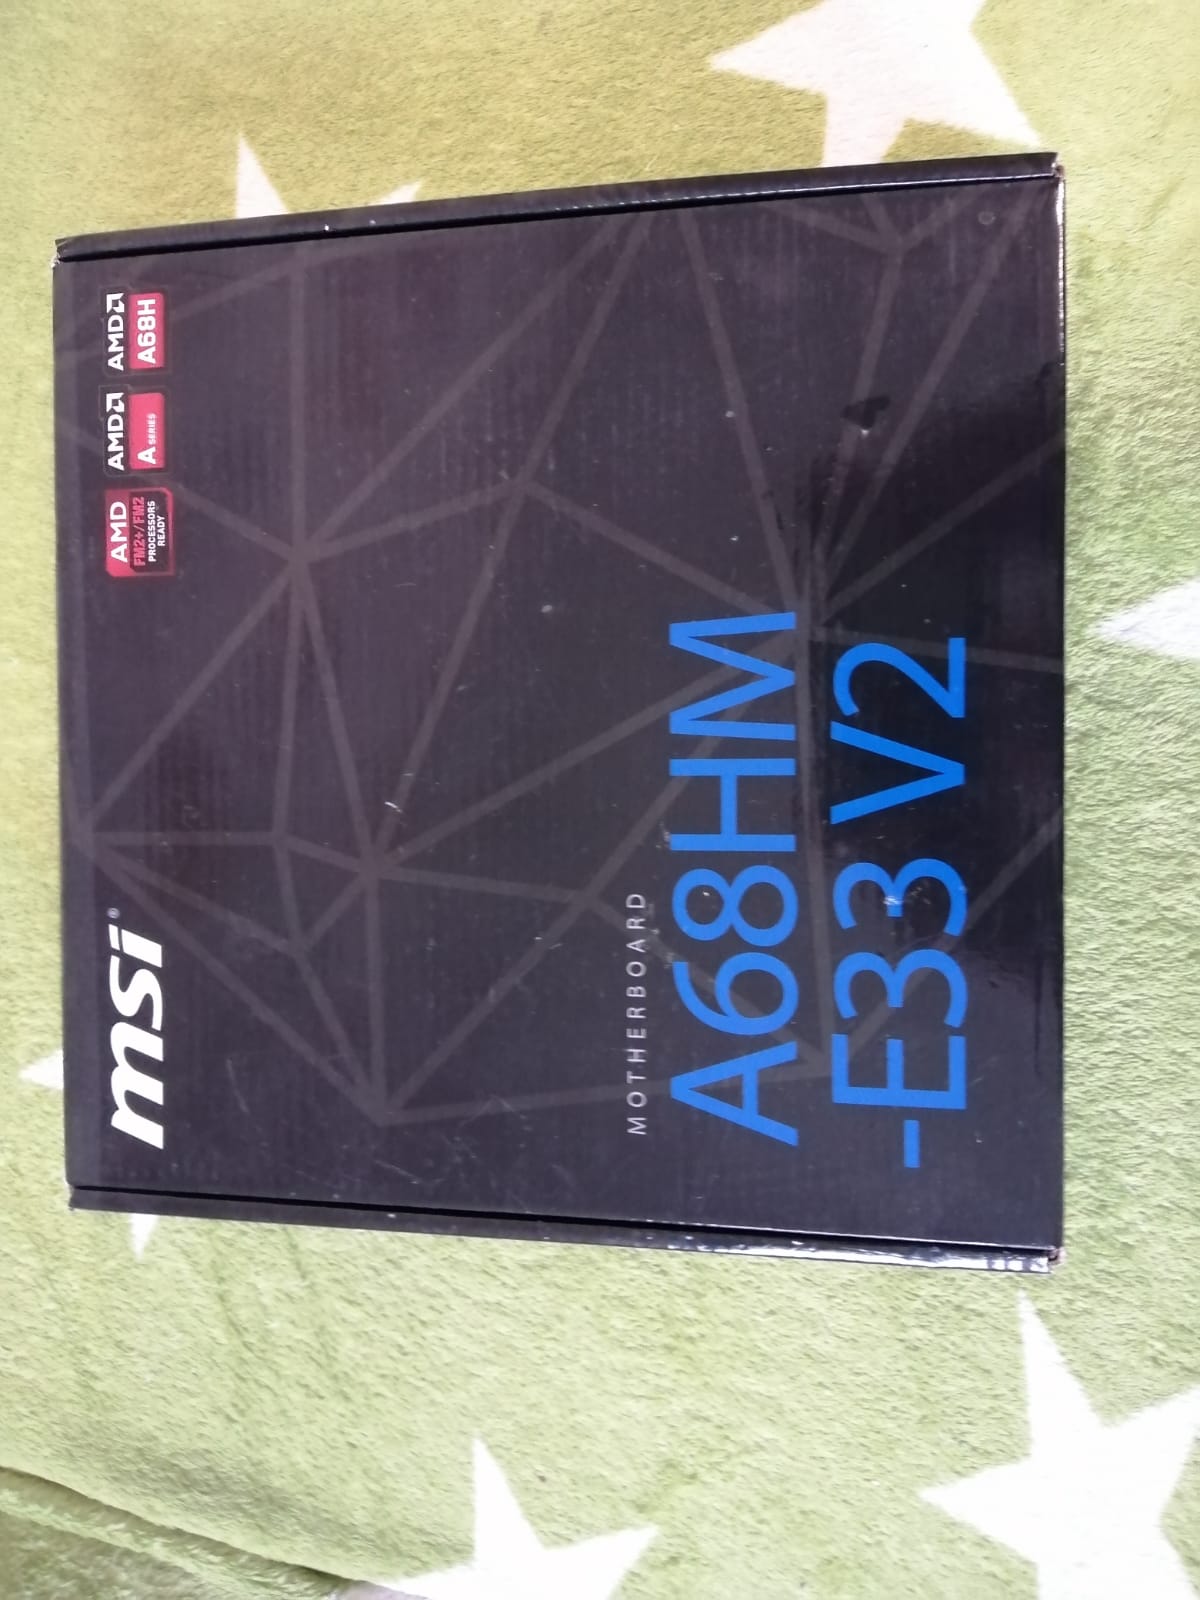 msi®
AMD
FM2+/FM2
PROCESSORS
READY
AMD
A SERIES
AMD
A68H
MOTHERBOARD
A68HM
-E33 V2